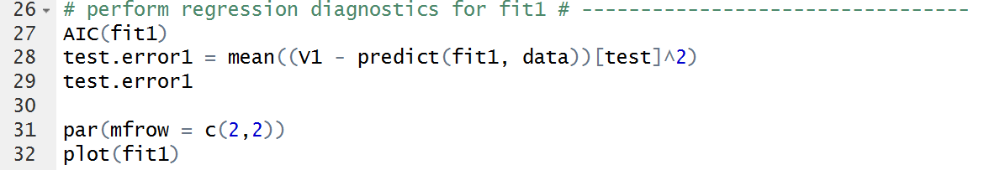 26 # perform regression diagnostics for fit1 # ---------------------------------
27 AIC(fit1)
28 test.error1 = mean((V1 - predict(fit1, data))[test]^2)
29 test.error1
30
31 par(mfrow = c(2,2))
32 plot(fit1)